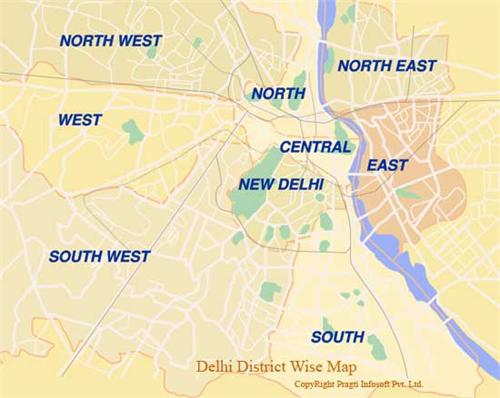 NORTH WEST
NORTH EAST
NORTH
WEST
CENTRAL
EAST
NEW DELHI
SOUTH WEST
SOUTH
Delhi District Wise Map
CopyRight Pragti Infosoft Pvt. Ltd.